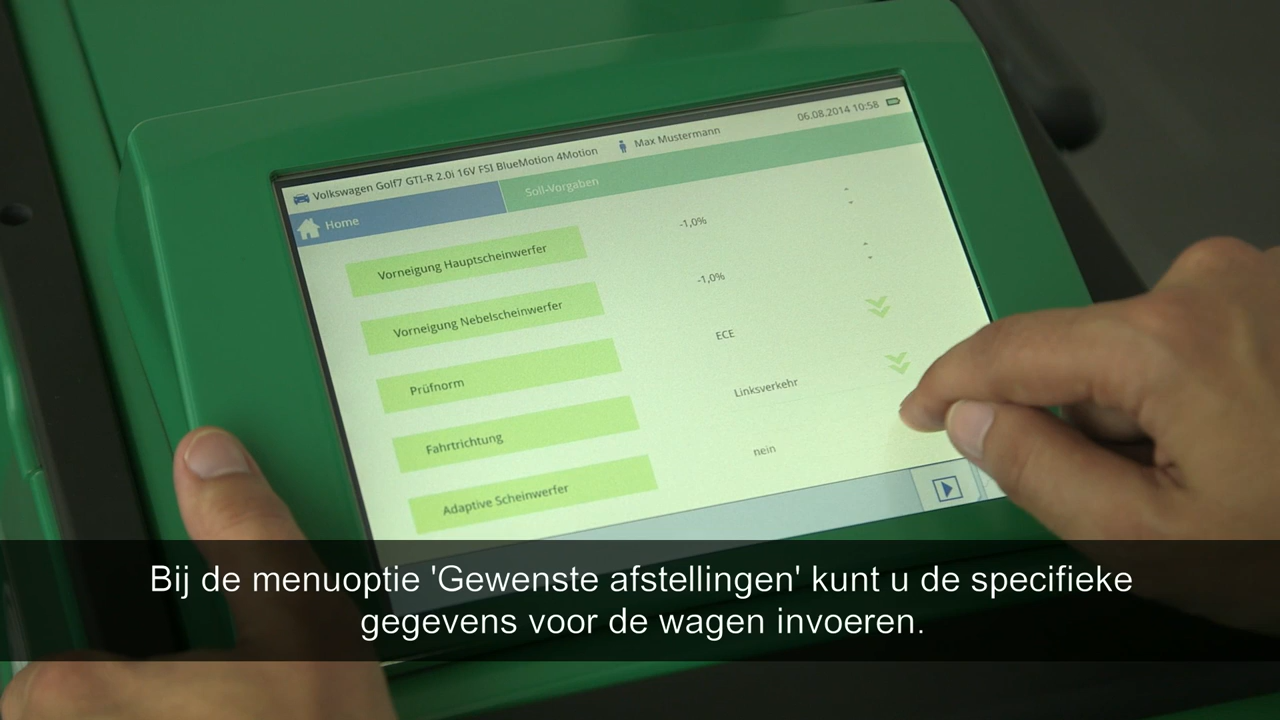 Volkswagen Golf7 GTI-R 2.0i 16V FSI BlueMotion 4Motion Max Mustermann 06.08.2014 10:58
Home Soll-Vorgaben
Vorneigung Hauptscheinwerfer -1,0%
Vorneigung Nebelscheinwerfer -1,0%
Prüfnorm ECE
Fahrtrichtung Linksverkehr
Adaptive Scheinwerfer nein
Bij de menuoptie 'Gewenste afstellingen' kunt u de specifieke
gegevens voor de wagen invoeren.